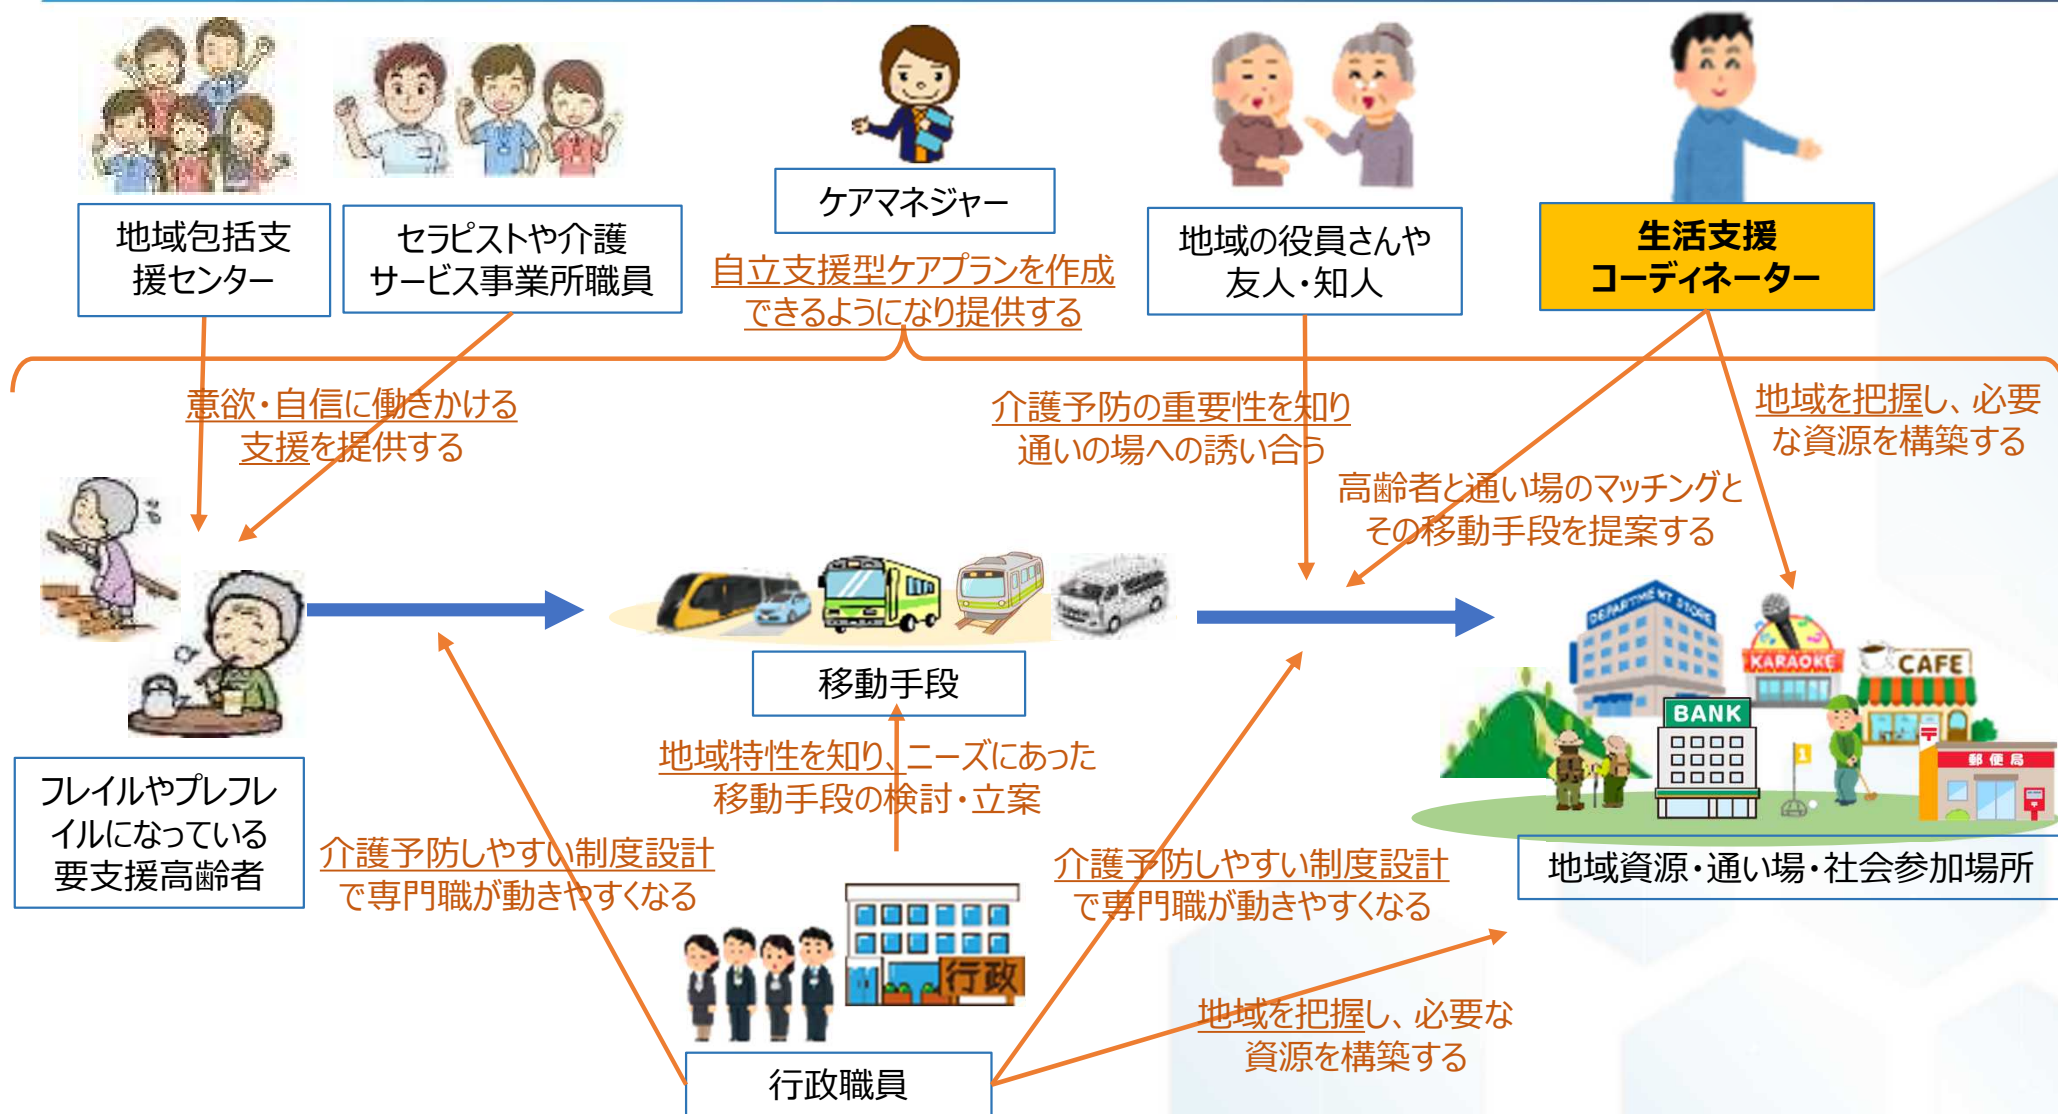 地域包括支
援センター
セラピストや介護
サービス事業所職員
ケアマネジャー
自立支援型ケアプランを作成
できるようになり提供する
地域の役員さんや
友人・知人
生活支援
コーディネーター
意欲・自信に働きかける
支援を提供する
介護予防の重要性を知り
通いの場への誘い合う
地域を把握し、必要
な資源を構築する
高齢者と通い場のマッチングと
その移動手段を提案する
移動手段
DEPARTMENT STORE
KARAOKE
CAFE
BANK
1
〒
郵便局
フレイルやプレフレ
イルになっている
要支援高齢者
地域特性を知り、ニーズにあった
移動手段の検討・立案
地域資源・通い場・社会参加場所
介護予防しやすい制度設計
で専門職が動きやすくなる
介護予防しやすい制度設計
で専門職が動きやすくなる
行政
地域を把握し、必要な
資源を構築する
行政職員